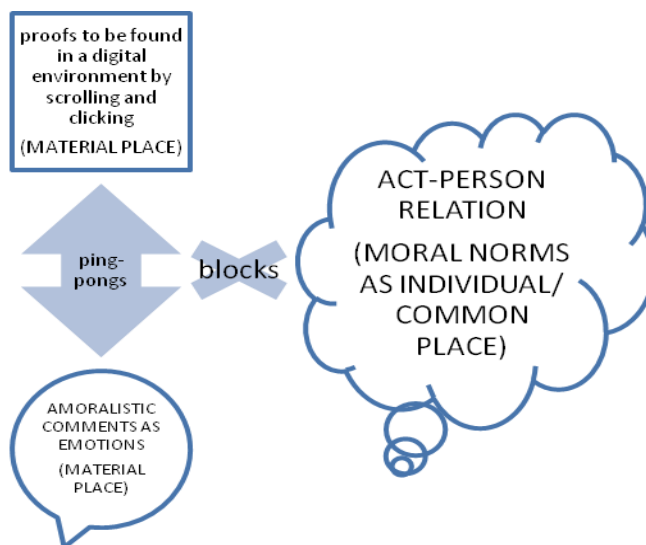 proofs to be found
in a digital
environment by
scrolling and
clicking
(MATERIAL PLACE)
ping-
pongs
blocks
ACT-PERSON
RELATION
(MORAL NORMS
AS INDIVIDUAL/
COMMON
PLACE)
AMORALISTIC
COMMENTS AS
EMOTIONS
(MATERIAL
PLACE)